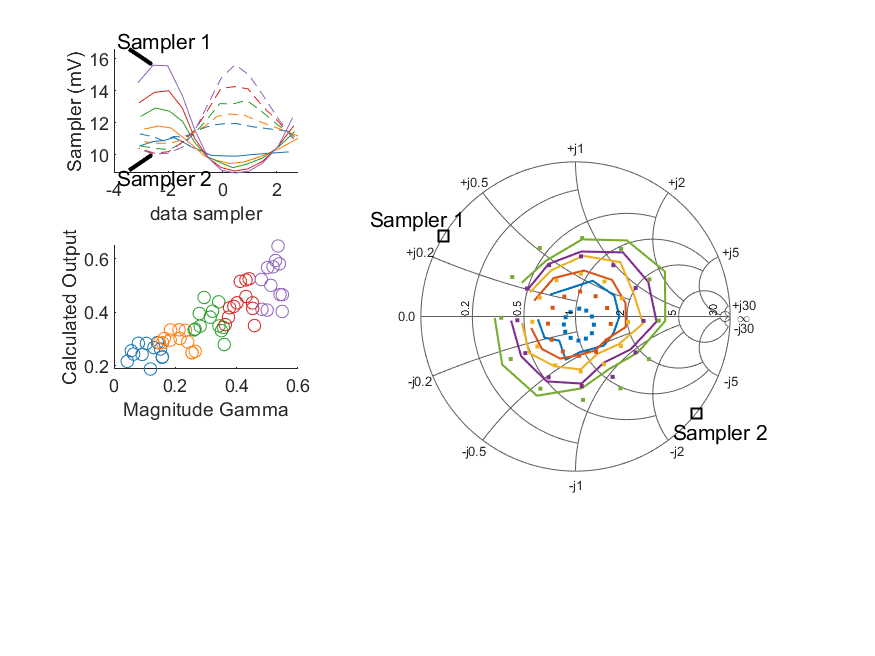 Sampler 1
16
14
12
10
Sampler (mV)
Sampler 2
-4
-2
0
2
data sampler
0.6
0.4
0.2
Calculated Output
0
0.2
0.4
0.6
Magnitude Gamma
+j1
+j0.5
+j2
Sampler 1
+j0.2
+j5
0.0
0.2
0.5
1
2
5
30
+j30
∞
-j30
-j0.2
-j5
Sampler 2
-j0.5
-j2
-j1